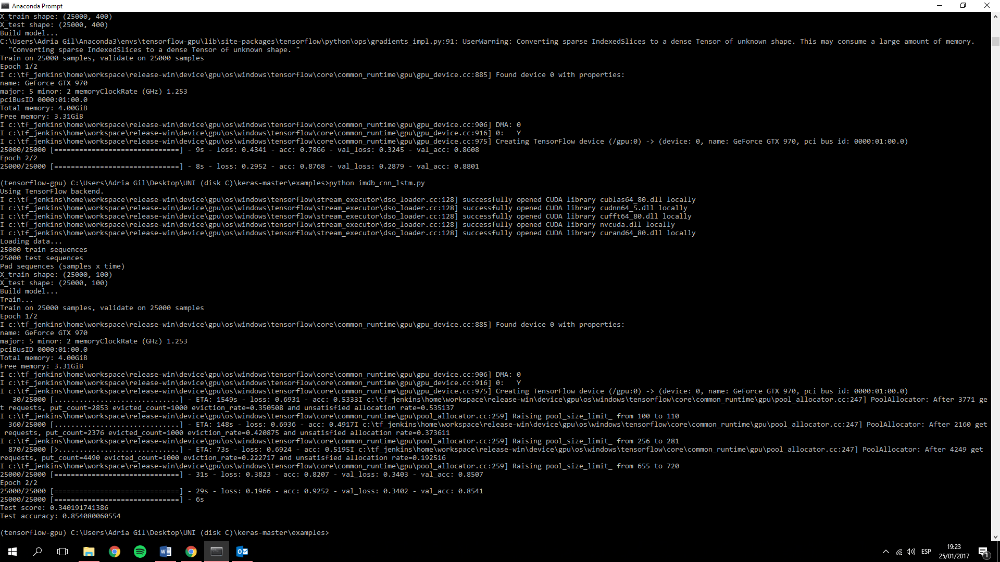 Anaconda Prompt
X_train shape: (25000, 400)
X_test shape: (25000, 400)
Build model...
C:\Users\Adria Gil\Anaconda3\envs\tensorflow-gpu\lib\site-packages\tensorflow\python\ops\gradients_impl.py:91: UserWarning: Converting sparse IndexedSlices to a dense Tensor of unknown shape. This may consume a large amount of memory.
  "Converting sparse IndexedSlices to a dense Tensor of unknown shape. "
Train on 25000 samples, validate on 25000 samples
Epoch 1/2
I c:\tf_jenkins\home\workspace\release-win\device\gpu\os\windows\tensorflow\core\common_runtime\gpu\gpu_device.cc:885] Found device 0 with properties:
name: GeForce GTX 970
major: 5 minor: 2 memoryClockRate (GHz) 1.253
pciBusID 0000:01:00.0
Total memory: 4.00GiB
Free memory: 3.31GiB
I c:\tf_jenkins\home\workspace\release-win\device\gpu\os\windows\tensorflow\core\common_runtime\gpu\gpu_device.cc:906] DMA: 0
I c:\tf_jenkins\home\workspace\release-win\device\gpu\os\windows\tensorflow\core\common_runtime\gpu\gpu_device.cc:916] 0:   Y
I c:\tf_jenkins\home\workspace\release-win\device\gpu\os\windows\tensorflow\core\common_runtime\gpu\gpu_device.cc:975] Creating TensorFlow device (/gpu:0) -> (device: 0, name: GeForce GTX 970, pci bus id: 0000:01:00.0)
25000/25000 [==============================] - 9s - loss: 0.4341 - acc: 0.7866 - val_loss: 0.3245 - val_acc: 0.8608
Epoch 2/2
25000/25000 [==============================] - 8s - loss: 0.2952 - acc: 0.8768 - val_loss: 0.2879 - val_acc: 0.8801
(tensorflow-gpu) C:\Users\Adria Gil\Desktop\UNI (disk C)\keras-master\examples>python imdb_cnn_lstm.py
Using TensorFlow backend.
I c:\tf_jenkins\home\workspace\release-win\device\gpu\os\windows\tensorflow\stream_executor\dso_loader.cc:128] successfully opened CUDA library cublas64_80.dll locally
I c:\tf_jenkins\home\workspace\release-win\device\gpu\os\windows\tensorflow\stream_executor\dso_loader.cc:128] successfully opened CUDA library cudnn64_5.dll locally
I c:\tf_jenkins\home\workspace\release-win\device\gpu\os\windows\tensorflow\stream_executor\dso_loader.cc:128] successfully opened CUDA library cufft64_80.dll locally
I c:\tf_jenkins\home\workspace\release-win\device\gpu\os\windows\tensorflow\stream_executor\dso_loader.cc:128] successfully opened CUDA library nvcuda.dll locally
I c:\tf_jenkins\home\workspace\release-win\device\gpu\os\windows\tensorflow\stream_executor\dso_loader.cc:128] successfully opened CUDA library curand64_80.dll locally
Loading data...
25000 train sequences
25000 test sequences
Pad sequences (samples x time)
X_train shape: (25000, 100)
X_test shape: (25000, 100)
Build model...
Train...
Train on 25000 samples, validate on 25000 samples
Epoch 1/2
I c:\tf_jenkins\home\workspace\release-win\device\gpu\os\windows\tensorflow\core\common_runtime\gpu\gpu_device.cc:885] Found device 0 with properties:
name: GeForce GTX 970
major: 5 minor: 2 memoryClockRate (GHz) 1.253
pciBusID 0000:01:00.0
Total memory: 4.00GiB
Free memory: 3.31GiB
I c:\tf_jenkins\home\workspace\release-win\device\gpu\os\windows\tensorflow\core\common_runtime\gpu\gpu_device.cc:906] DMA: 0
I c:\tf_jenkins\home\workspace\release-win\device\gpu\os\windows\tensorflow\core\common_runtime\gpu\gpu_device.cc:916] 0:   Y
I c:\tf_jenkins\home\workspace\release-win\device\gpu\os\windows\tensorflow\core\common_runtime\gpu\gpu_device.cc:975] Creating TensorFlow device (/gpu:0) -> (device: 0, name: GeForce GTX 970, pci bus id: 0000:01:00.0)
   30/25000 [..............................] - ETA: 1549s - loss: 0.6931 - acc: 0.5333I c:\tf_jenkins\home\workspace\release-win\device\gpu\os\windows\tensorflow\core\common_runtime\gpu\pool_allocator.cc:247] PoolAllocator: After 3771 ge
t requests, put_count=2853 evicted_count=1000 eviction_rate=0.350508 and unsatisfied allocation rate=0.535137
I c:\tf_jenkins\home\workspace\release-win\device\gpu\os\windows\tensorflow\core\common_runtime\gpu\pool_allocator.cc:259] Raising pool_size_limit_ from 100 to 110
  360/25000 [..............................] - ETA: 148s - loss: 0.6936 - acc: 0.4917I c:\tf_jenkins\home\workspace\release-win\device\gpu\os\windows\tensorflow\core\common_runtime\gpu\pool_allocator.cc:247] PoolAllocator: After 2160 get
 requests, put_count=2376 evicted_count=1000 eviction_rate=0.420875 and unsatisfied allocation rate=0.373611
I c:\tf_jenkins\home\workspace\release-win\device\gpu\os\windows\tensorflow\core\common_runtime\gpu\pool_allocator.cc:259] Raising pool_size_limit_ from 256 to 281
  870/25000 [>.............................] - ETA: 73s - loss: 0.6924 - acc: 0.5195I c:\tf_jenkins\home\workspace\release-win\device\gpu\os\windows\tensorflow\core\common_runtime\gpu\pool_allocator.cc:247] PoolAllocator: After 4249 get
requests, put_count=4490 evicted_count=1000 eviction_rate=0.222717 and unsatisfied allocation rate=0.192516
I c:\tf_jenkins\home\workspace\release-win\device\gpu\os\windows\tensorflow\core\common_runtime\gpu\pool_allocator.cc:259] Raising pool_size_limit_ from 655 to 720
25000/25000 [==============================] - 31s - loss: 0.3823 - acc: 0.8207 - val_loss: 0.3403 - val_acc: 0.8507
Epoch 2/2
25000/25000 [==============================] - 29s - loss: 0.1966 - acc: 0.9252 - val_loss: 0.3402 - val_acc: 0.8541
25000/25000 [==============================] - 6s
Test score: 0.340191741386
Test accuracy: 0.854080060554
(tensorflow-gpu) C:\Users\Adria Gil\Desktop\UNI (disk C)\keras-master\examples>
ESP
19:23
25/01/2017
1